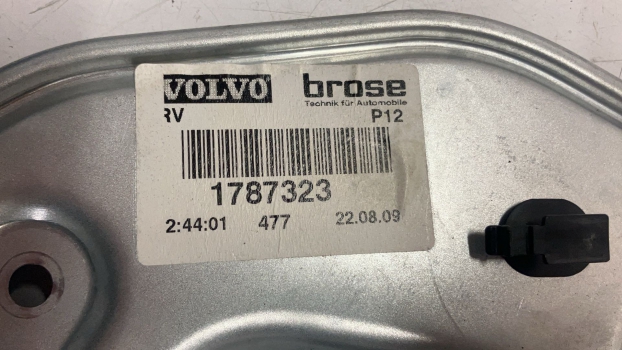 VOLVO brose
Technik für Automobile
RV P12
1787323
2:44:01 477 22.08.09